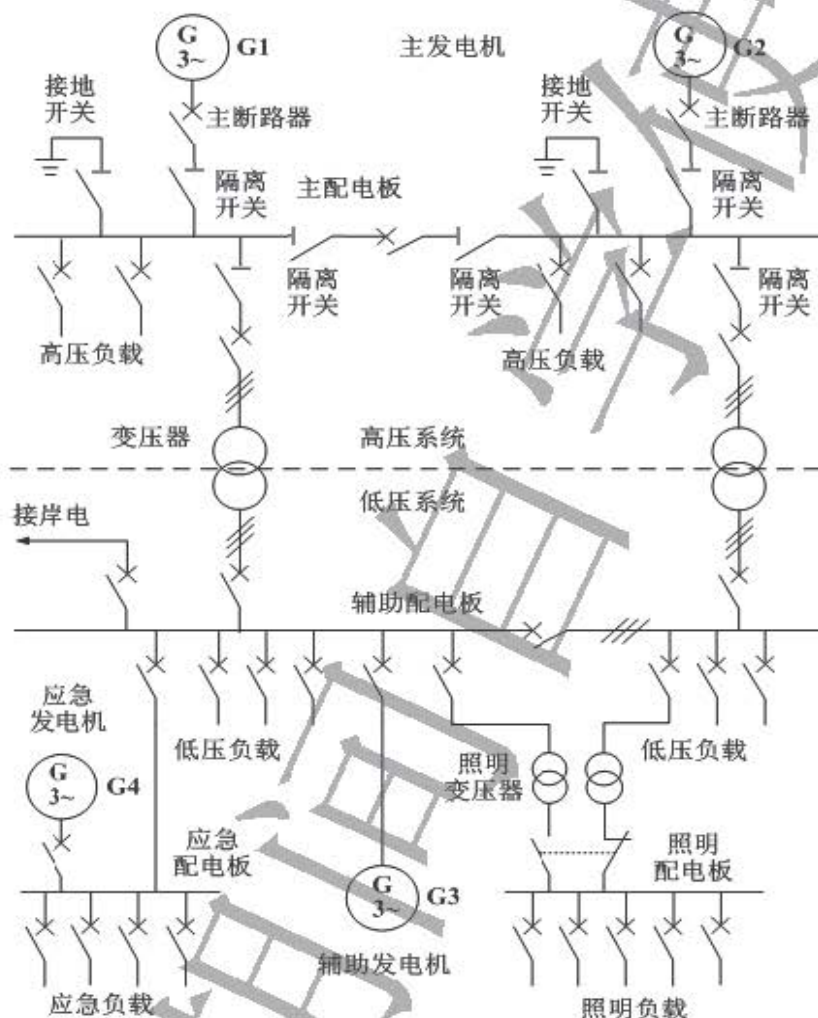 G
3~
G1
主发电机
G
3~
G2
接地
开关
主断路器
接地
开关
主断路器
隔离
开关
主配电板
隔离
开关
隔离
开关
隔离
开关
隔离
开关
高压负载
高压负载
变压器
高压系统
低压系统
接岸电
辅助配电板
应急
发电机
低压负载
照明
变压器
低压负载
G
3~
G4
应急
配电板
照明
配电板
G
3~
G3
辅助发电机
应急负载
照明负载